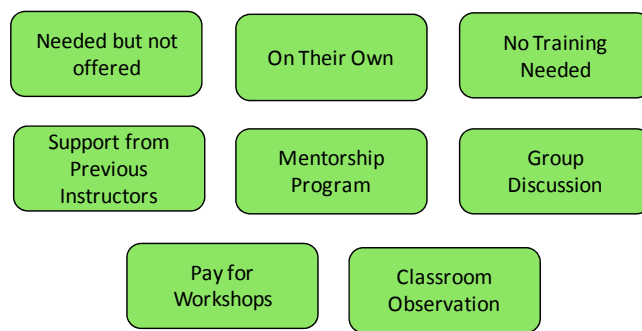 Needed but not
offered
On Their Own
No Training
Needed
Support from
Previous
Instructors
Mentorship
Program
Group
Discussion
Pay for
Workshops
Classroom
Observation